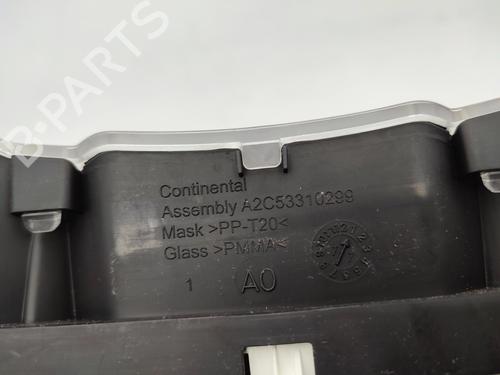 B-PARTS
Continental
Assembly A2C53310299
Mask >PP-T20<
Glass >PMMA<
1 A0